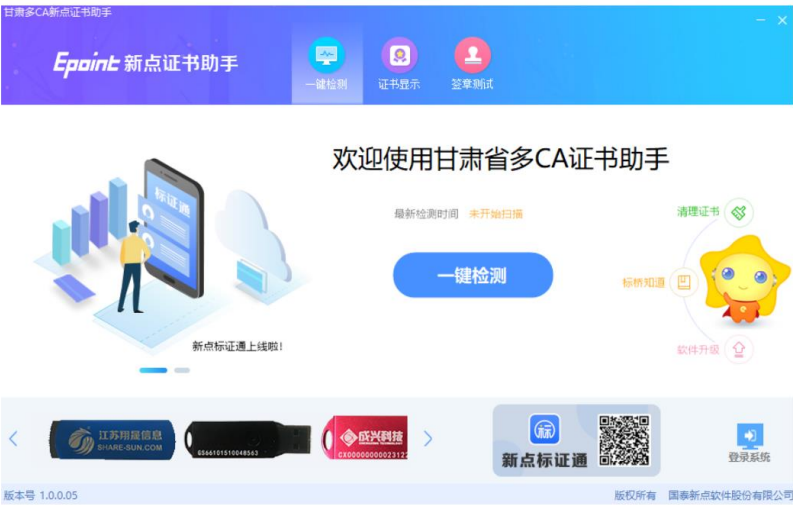 甘肃多CA新点证书助手
Epoint 新点证书助手
一键检测
证书显示
签章测试
欢迎使用甘肃省多CA证书助手
最新检测时间 未开始扫描
清理证书
标证通
一键检测
标桥知道
新点标证通上线啦!
软件升级
江苏翔晟信息
SHARE-SUN.COM
GS66101510048563
成兴科技
CX00000000023122
标
新点标证通
登录系统
版本号 1.0.0.05
版权所有 国泰新点软件股份有限公司